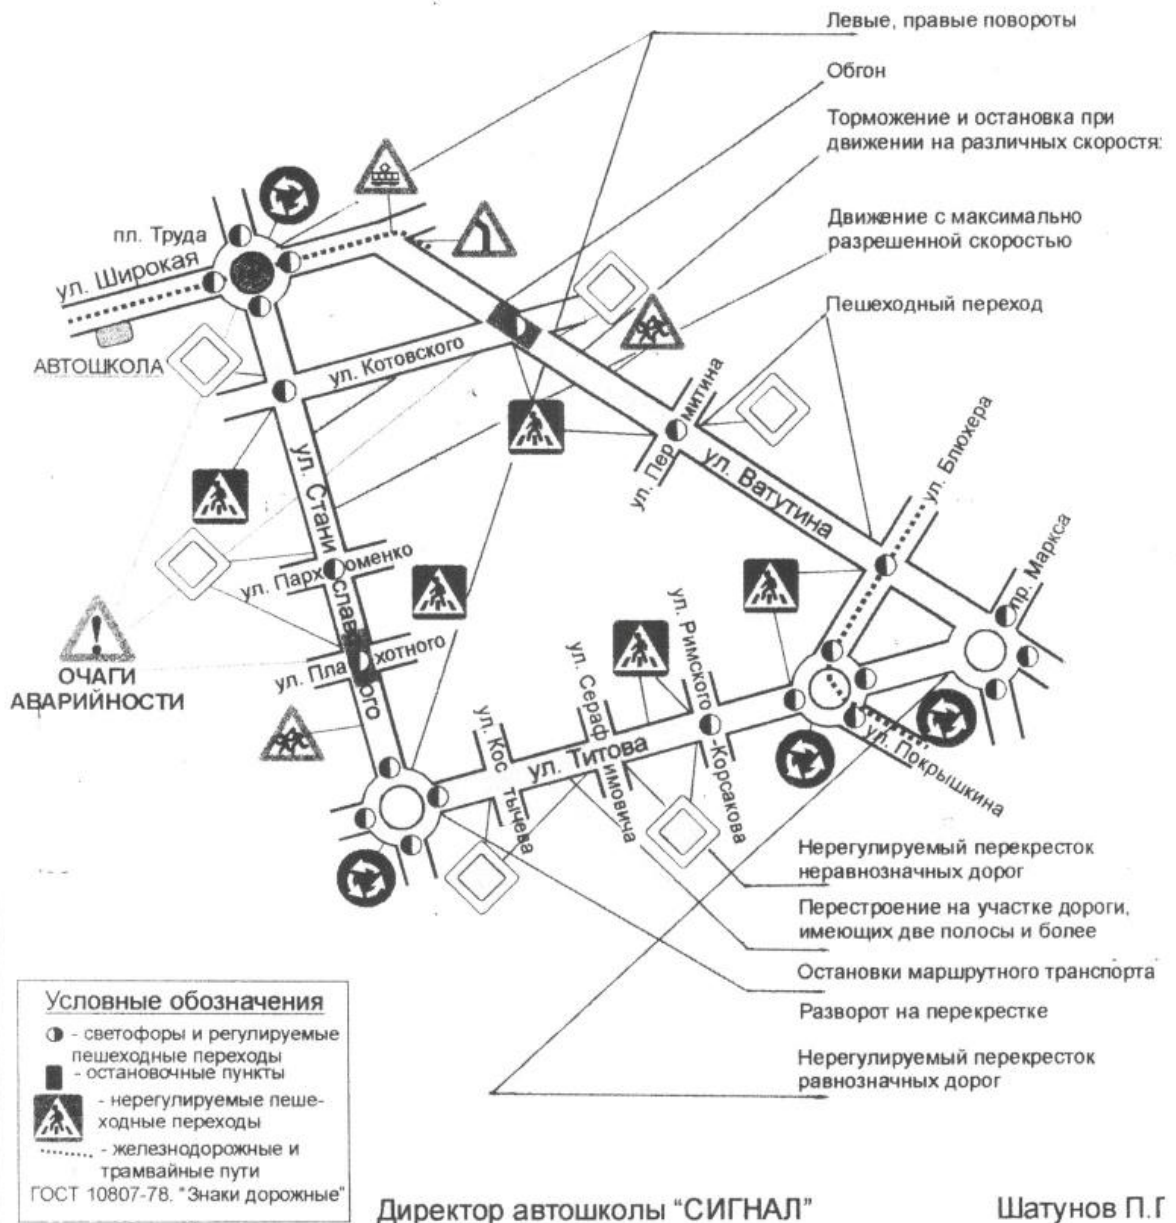 Левые, правые повороты
Обгон
Торможение и остановка при
движении на различных скоростя:
Движение с максимально
разрешенной скоростью
Пешеходный переход
пл. Труда
ул. Широкая
АВТОШКОЛА
ул. Котовского
ул. Пер митина
ул. Ватутина
ул. Блюхера
пр. Маркса
ул. Стани славского
ул. Пархоменко
ул. Пла хотного
ОЧАГИ
АВАРИЙНОСТИ
ул. Кос тычева
ул. Сераф имовича
ул. Римского -Корсакова
ул. Титова
ул. Покрышкина
Нерегулируемый перекресток
неравнозначных дорог
Перестроение на участке дороги,
имеющих две полосы и более
Остановки маршрутного транспорта
Разворот на перекрестке
Нерегулируемый перекресток
равнозначных дорог
Условные обозначения
- светофоры и регулируемые
пешеходные переходы
- остановочные пункты
- нерегулируемые пеше-
ходные переходы
- железнодорожные и
трамвайные пути
ГОСТ 10807-78. "Знаки дорожные"
Директор автошколы “СИГНАЛ”
Шатунов П.Г